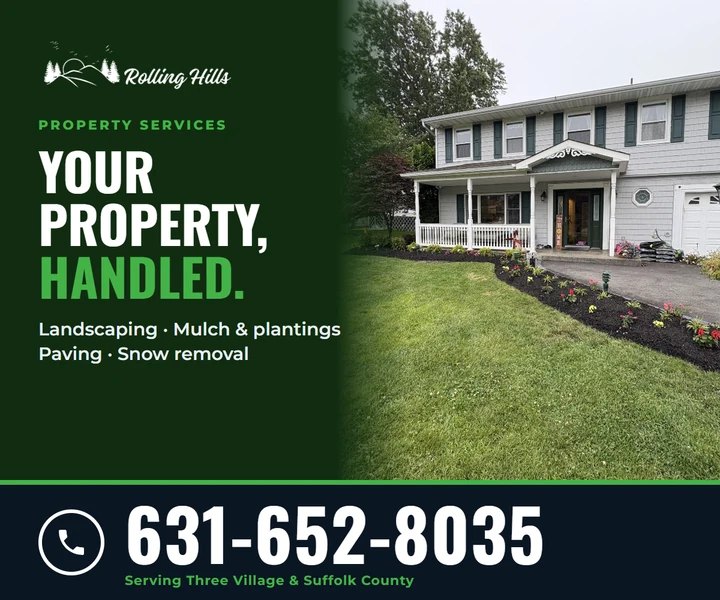 Rolling Hills
PROPERTY SERVICES
YOUR
PROPERTY,
HANDLED.
Landscaping · Mulch & plantings
Paving · Snow removal
631-652-8035
Serving Three Village & Suffolk County